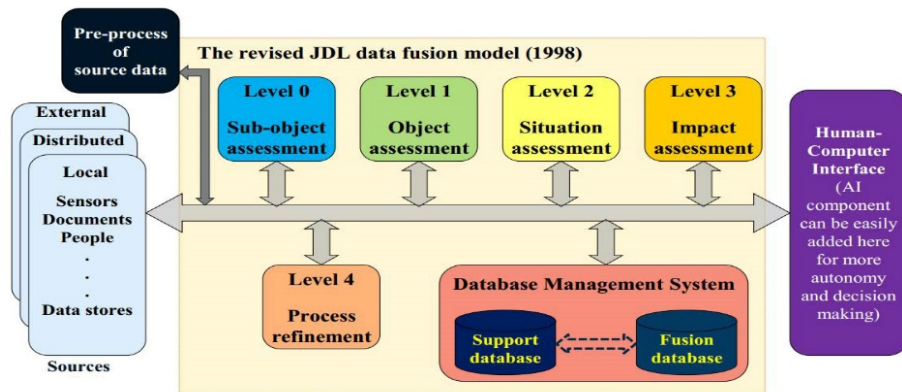 Pre-process
of
source data
The revised JDL data fusion model (1998)
Level 0
Sub-object
assessment
Level 1
Object
assessment
Level 2
Situation
assessment
Level 3
Impact
assessment
External
Distributed
Local
Sensors
Documents
People
.
.
.
Data stores
Sources
Human-
Computer
Interface
(AI
component
can be easily
added here
for more
autonomy
and decision
making)
Level 4
Process
refinement
Database Management System
Support
database
Fusion
database